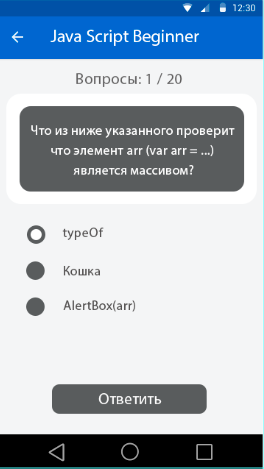 12:30
Java Script Beginner
Вопросы: 1 / 20
Что из ниже указанного проверит
что элемент arr (var arr = ...)
является массивом?
typeOf
Кошка
AlertBox(arr)
Ответить